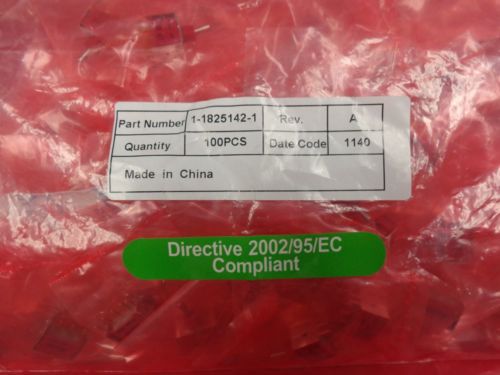 Part Number 1-1825142-1 Rev. A
Quantity 100PCS Date Code 1140
Made in China
Directive 2002/95/EC
Compliant